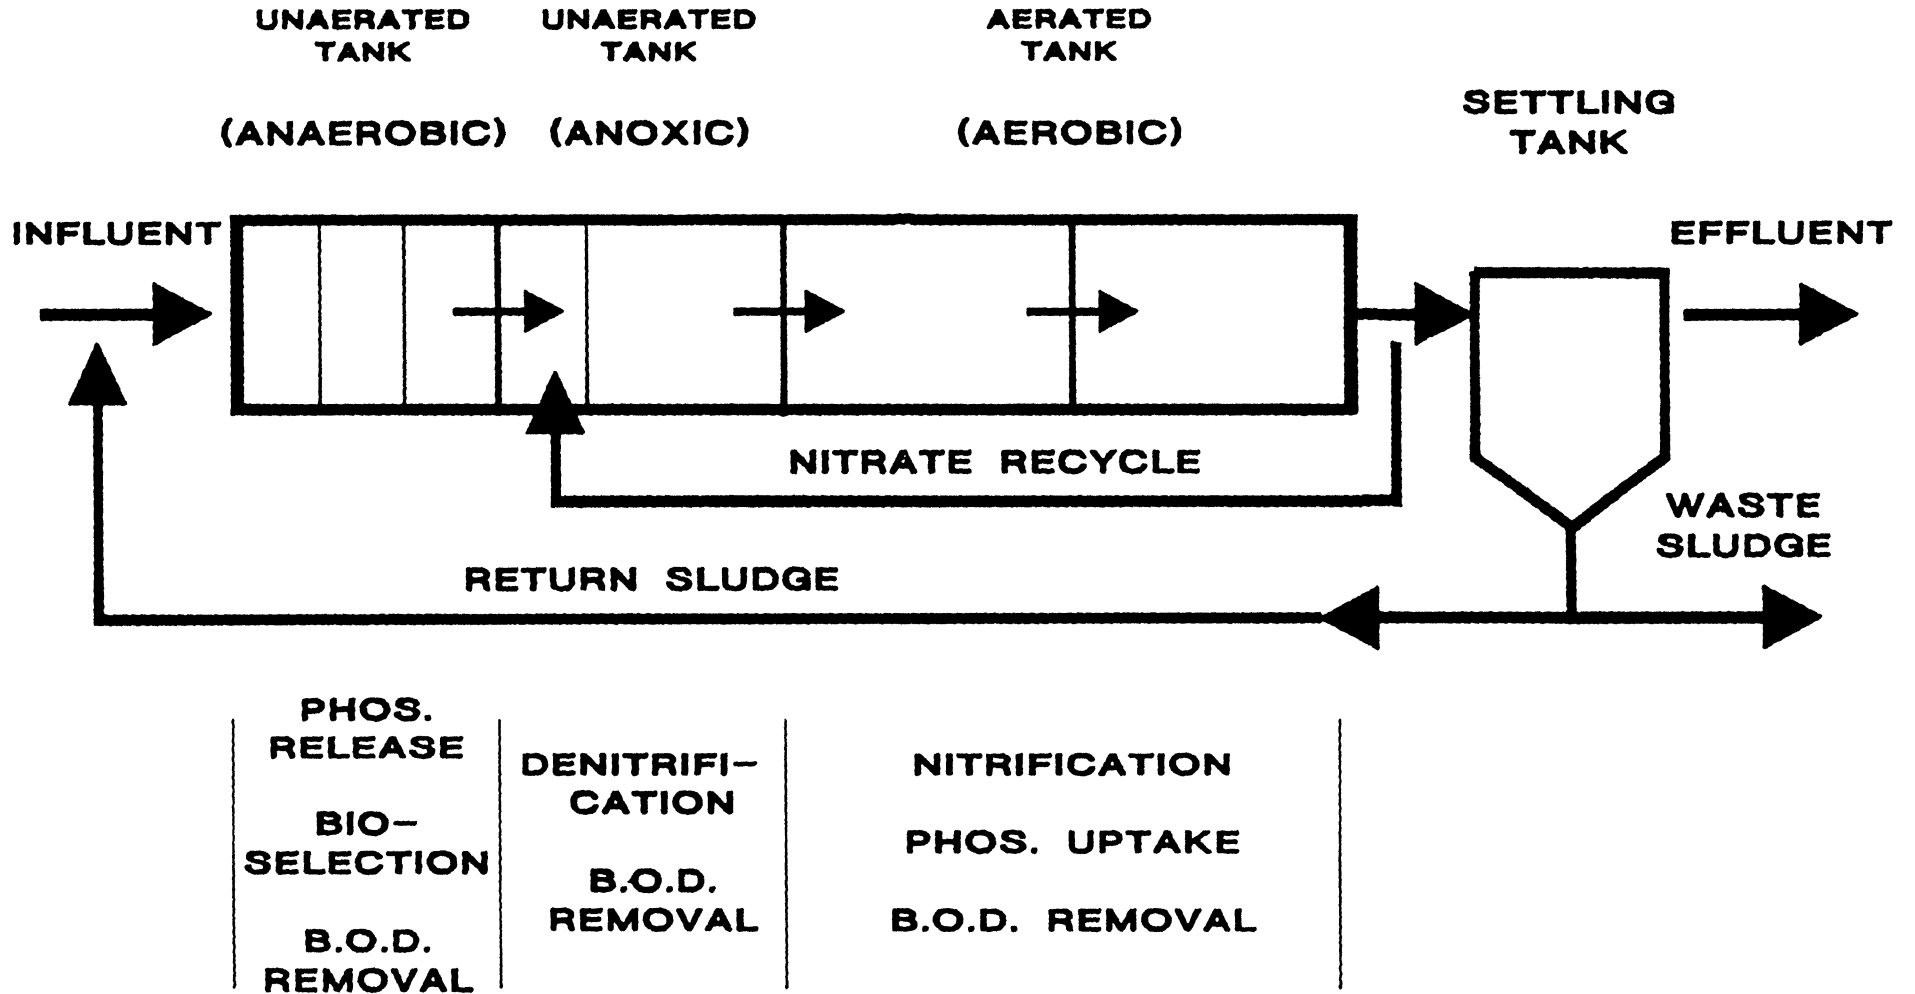 UNAERATED
TANK
(ANAEROBIC)
UNAERATED
TANK
(ANOXIC)
AERATED
TANK
(AEROBIC)
SETTLING
TANK
INFLUENT
EFFLUENT
NITRATE RECYCLE
WASTE
SLUDGE
RETURN SLUDGE
PHOS.
RELEASE
BIO-
SELECTION
B.O.D.
REMOVAL
DENITRIFI-
CATION
B.O.D.
REMOVAL
NITRIFICATION
PHOS. UPTAKE
B.O.D. REMOVAL